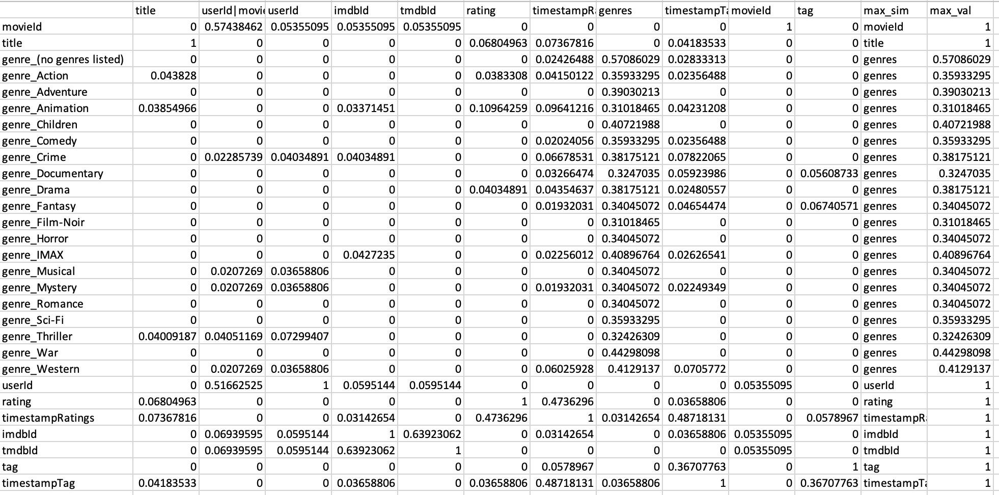 title userId|movie userId imdbId tmdbId rating timestampRa genres timestampTa movieId tag max_sim max_val
movieId 0 0.57438462 0.05355095 0.05355095 0.05355095 0 0 0 0 1 0 movieId 1
title 1 0 0 0 0 0.06804963 0.07367816 0 0.04183533 0 0 title 1
genre_(no genres listed) 0 0 0 0 0 0 0.02426488 0.57086029 0.02833313 0 0 genres 0.57086029
genre_Action 0.043828 0 0 0 0 0.0383308 0.04150122 0.35933295 0.02356488 0 0 genres 0.35933295
genre_Adventure 0 0 0 0 0 0 0 0.39030213 0 0 0 genres 0.39030213
genre_Animation 0.03854966 0 0 0.03371451 0 0.10964259 0.09641216 0.31018465 0.04231208 0 0 genres 0.31018465
genre_Children 0 0 0 0 0 0 0 0.40721988 0 0 0 genres 0.40721988
genre_Comedy 0 0 0 0 0 0 0.02024056 0.35933295 0.02356488 0 0 genres 0.35933295
genre_Crime 0 0.02285739 0.04034891 0.04034891 0 0 0.06678531 0.38175121 0.07822065 0 0 genres 0.38175121
genre_Documentary 0 0 0 0 0 0 0.03266474 0.3247035 0.05923986 0 0.05608733 genres 0.3247035
genre_Drama 0 0 0 0 0 0.04034891 0.04354637 0.38175121 0.02480557 0 0 genres 0.38175121
genre_Fantasy 0 0 0 0 0 0 0.01932031 0.34045072 0.04654474 0 0.06740571 genres 0.34045072
genre_Film-Noir 0 0 0 0 0 0 0 0.31018465 0 0 0 genres 0.31018465
genre_Horror 0 0 0 0 0 0 0 0.34045072 0 0 0 genres 0.34045072
genre_IMAX 0 0 0 0.0427235 0 0 0.02256012 0.40896764 0.02626541 0 0 genres 0.40896764
genre_Musical 0 0.0207269 0.03658806 0 0 0 0 0.34045072 0 0 0 genres 0.34045072
genre_Mystery 0 0.0207269 0.03658806 0 0 0 0.01932031 0.34045072 0.02249349 0 0 genres 0.34045072
genre_Romance 0 0 0 0 0 0 0 0.34045072 0 0 0 genres 0.34045072
genre_Sci-Fi 0 0 0 0 0 0 0 0.35933295 0 0 0 genres 0.35933295
genre_Thriller 0.04009187 0.04051169 0.07299407 0 0 0 0 0.32426309 0 0 0 genres 0.32426309
genre_War 0 0 0 0 0 0 0 0.44298098 0 0 0 genres 0.44298098
genre_Western 0 0.0207269 0.03658806 0 0 0 0.06025928 0.4129137 0.0705772 0 0 genres 0.4129137
userId 0 0.51662525 1 0.0595144 0.0595144 0 0 0 0 0.05355095 0 userId 1
rating 0.06804963 0 0 0 0 1 0.4736296 0 0.03658806 0 0 rating 1
timestampRatings 0.07367816 0 0 0.03142654 0 0.4736296 1 0.03142654 0.48718131 0 0.0578967 timestampRa 1
imdbId 0 0.06939595 0.0595144 1 0.63923062 0 0.03142654 0 0.03658806 0.05355095 0 imdbId 1
tmdbId 0 0.06939595 0.0595144 0.63923062 1 0 0 0 0 0.05355095 0 tmdbId 1
tag 0 0 0 0 0 0 0.0578967 0 0.36707763 0 1 tag 1
timestampTag 0.04183533 0 0 0.03658806 0 0.03658806 0.48718131 0.03658806 1 0 0.36707763 timestampTa 1